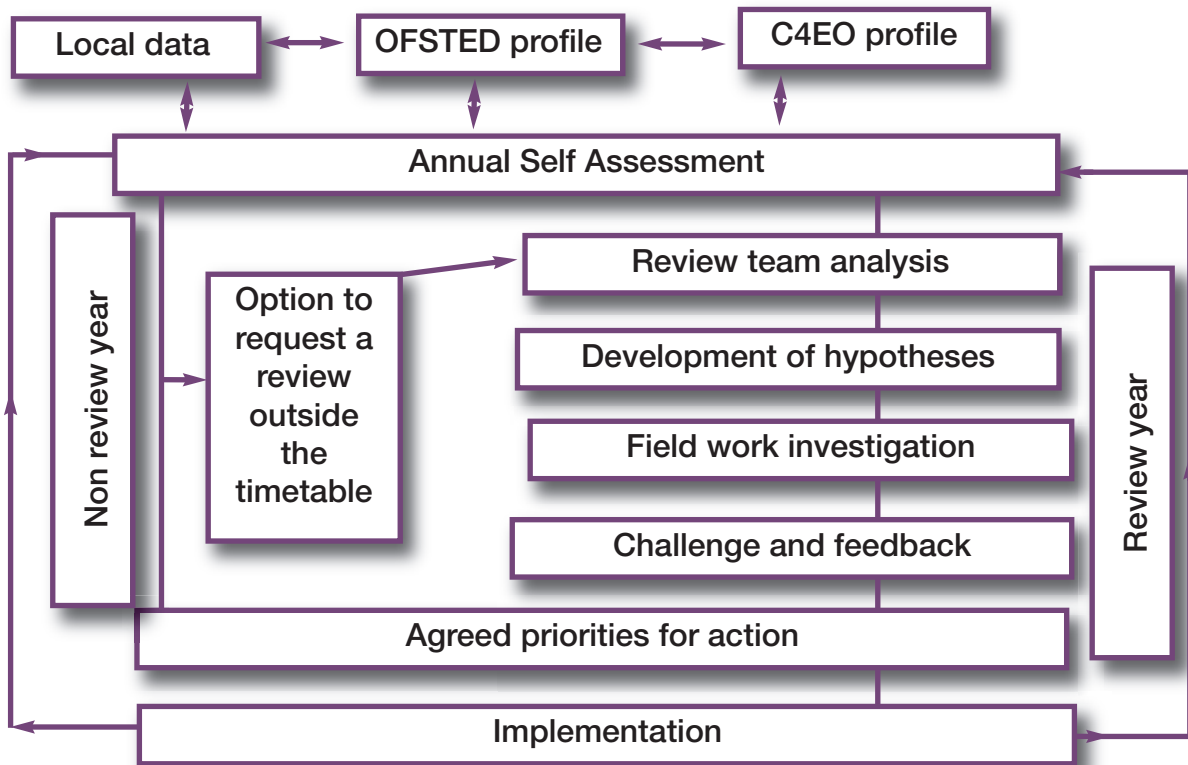 Local data
OFSTED profile
C4EO profile
Annual Self Assessment
Non review year
Option to
request a
review
outside
the
timetable
Review team analysis
Development of hypotheses
Field work investigation
Challenge and feedback
Review year
Agreed priorities for action
Implementation